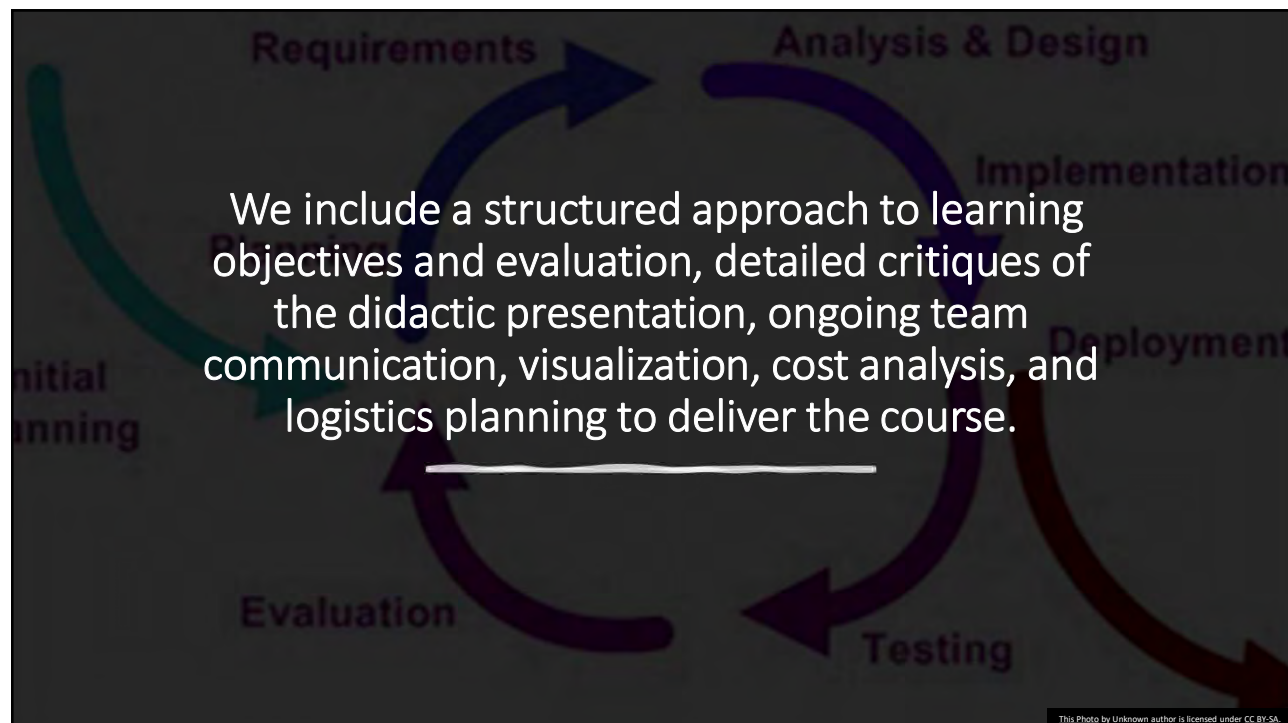 Requirements
Analysis & Design
Implementation
We include a structured approach to learning
Planning
objectives and evaluation, detailed critiques of
the didactic presentation, ongoing team
Deployment
communication, visualization, cost analysis, and
nitial
anning
logistics planning to deliver the course.
Evaluation
Testing
This Photo by Unknown author is licensed under CC BY-SA.